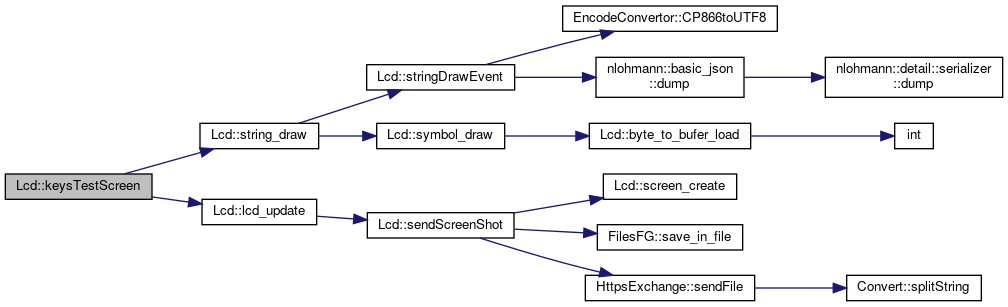 EncodeConvertor::CP866toUTF8
Lcd::stringDrawEvent
nlohmann::basic_json
::dump
nlohmann::detail::serializer
::dump
Lcd::string_draw
Lcd::symbol_draw
Lcd::byte_to_bufer_load
int
Lcd::keysTestScreen
Lcd::lcd_update
Lcd::sendScreenShot
Lcd::screen_create
FilesFG::save_in_file
HttpsExchange::sendFile
Convert::splitString